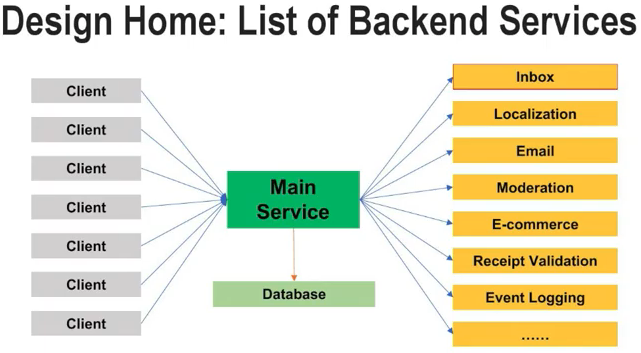 Design Home: List of Backend Services
Client
Client
Client
Client
Client
Client
Client
Main
Service
Database
Inbox
Localization
Email
Moderation
E-commerce
Receipt Validation
Event Logging
......